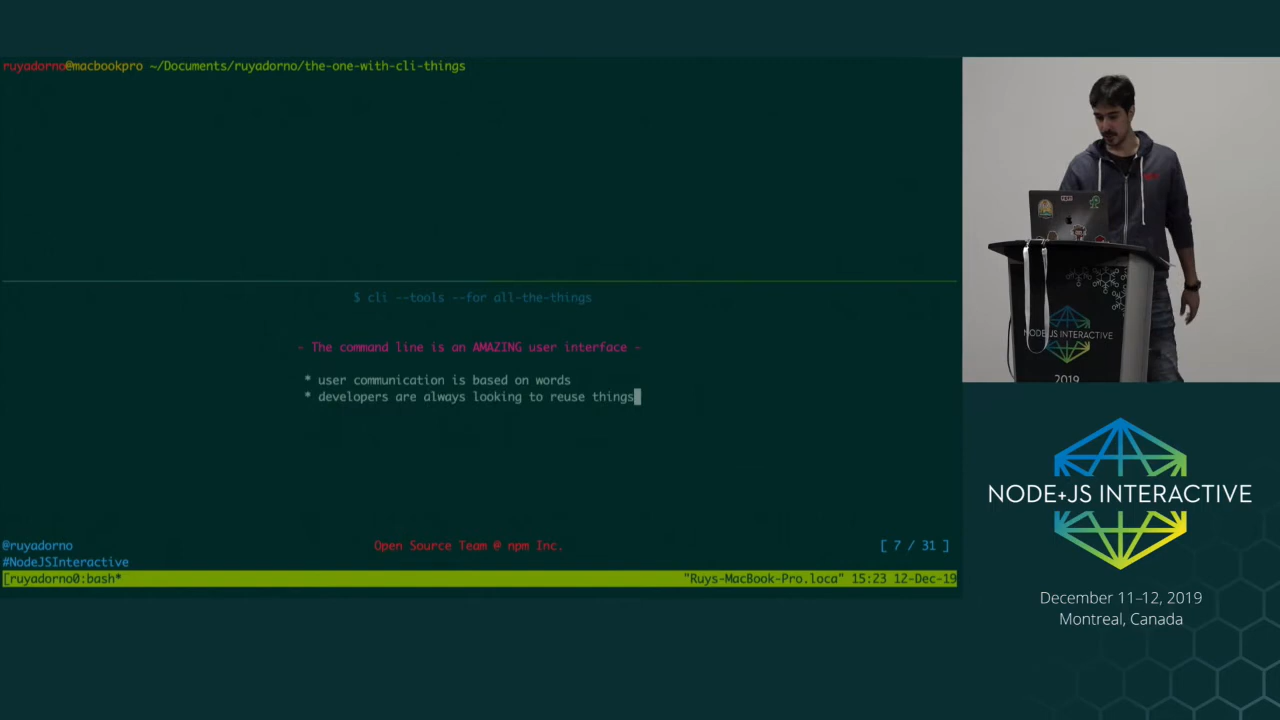 ruyadorno@macbookpro ~/Documents/ruyadorno/the-one-with-cli-things
$ cli --tools --for all-the-things
~ The command line is an AMAZING user interface ~
* user communication is based on words
* developers are always looking to reuse things
@ruyadorno
Open Source Team @ npm Inc.
[ 7 / 31 ]
#NodeJSInteractive
[ruyadorno0:bash*
"Ruys-MacBook-Pro.loca" 15:23 12-Dec-19
NODE+JS INTERACTIVE
2019
NODE+JS INTERACTIVE
December 11–12, 2019
Montreal, Canada